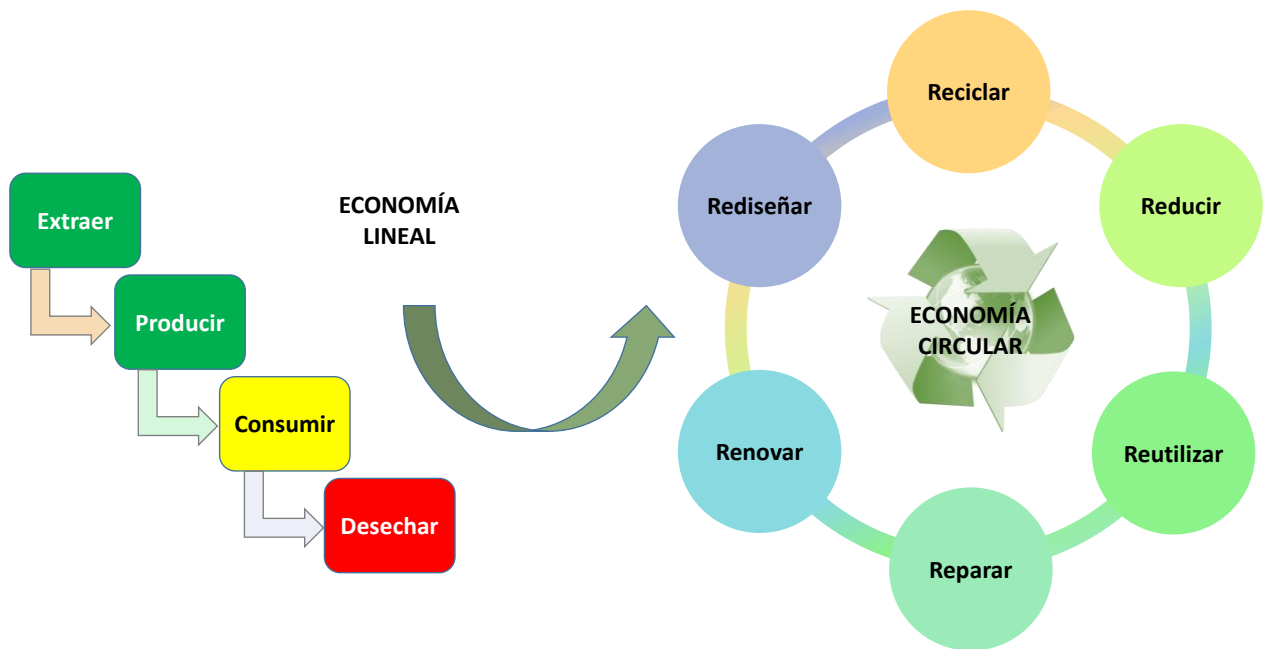 Extraer
Producir
Consumir
Desechar
ECONOMÍA
LINEAL
Reciclar
Reducir
Reutilizar
Reparar
Renovar
Rediseñar
ECONOMÍA
CIRCULAR